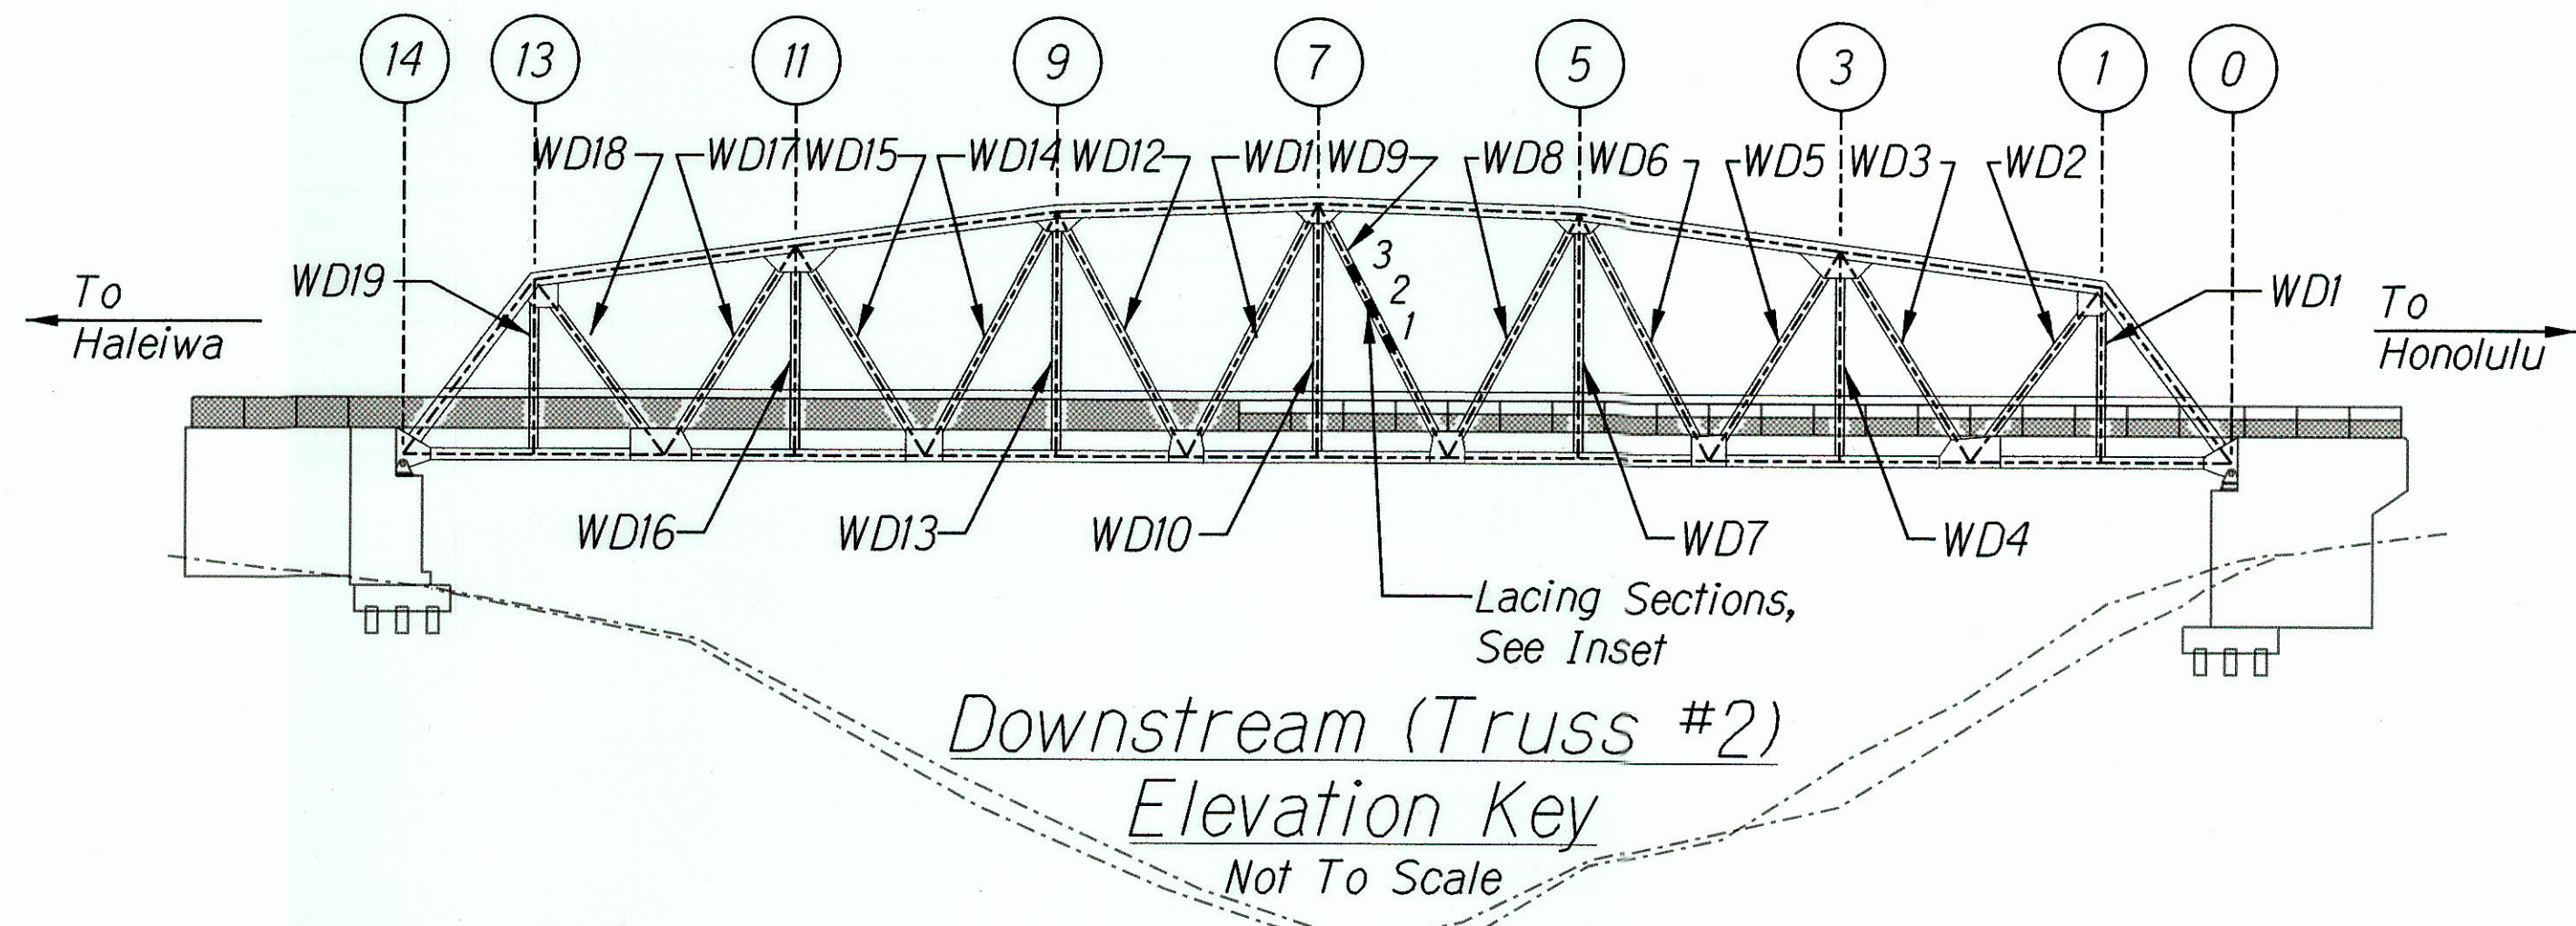 14 13 11 9 7 5 3 1 0
WD18 WD17 WD15 WD14 WD12 WD1 WD9 WD8 WD6 WD5 WD3 WD2
3
2
1
WD19
WD1
To
Haleiwa
To
Honolulu
WD16 WD13 WD10 WD7 WD4
Lacing Sections,
See Inset
Downstream (Truss #2)
Elevation Key
Not To Scale